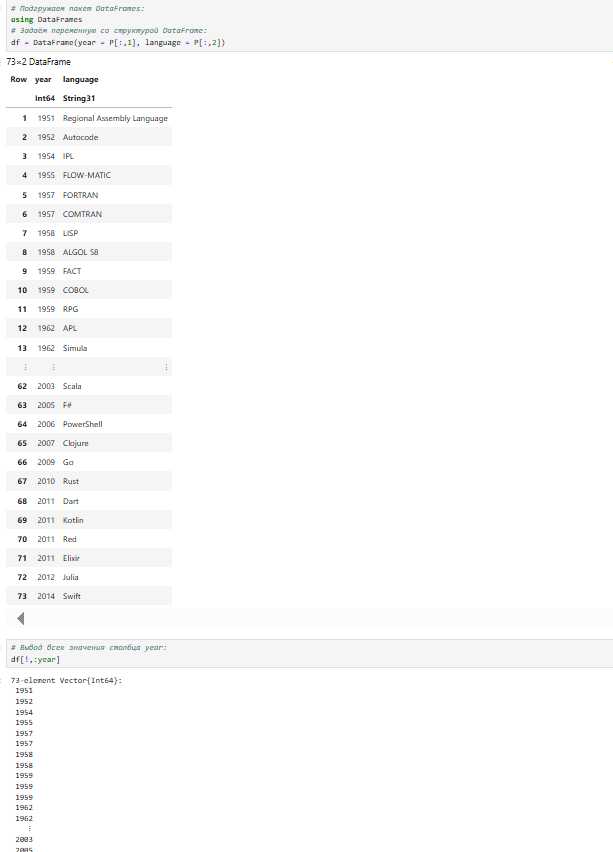 # Подгружаем пакет DataFrames:
using DataFrames
# Задаём переменную со структурой DataFrame:
df = DataFrame(year = P[:,1], language = P[:,2])
73×2 DataFrame
Row year language
Int64 String31
1 1951 Regional Assembly Language
2 1952 Autocode
3 1954 IPL
4 1955 FLOW-MATIC
5 1957 FORTRAN
6 1957 COMTRAN
7 1958 LISP
8 1958 ALGOL 58
9 1959 FACT
10 1959 COBOL
11 1959 RPG
12 1962 APL
13 1962 Simula
⋮ ⋮ ⋮
62 2003 Scala
63 2005 F#
64 2006 PowerShell
65 2007 Clojure
66 2009 Go
67 2010 Rust
68 2011 Dart
69 2011 Kotlin
70 2011 Red
71 2011 Elixir
72 2012 Julia
73 2014 Swift
# Вывод всех значения столбца year:
df[!,:year]
73-element Vector{Int64}:
1951
1952
1954
1955
1957
1957
1958
1958
1959
1959
1959
1962
1962
⋮
2003
2005